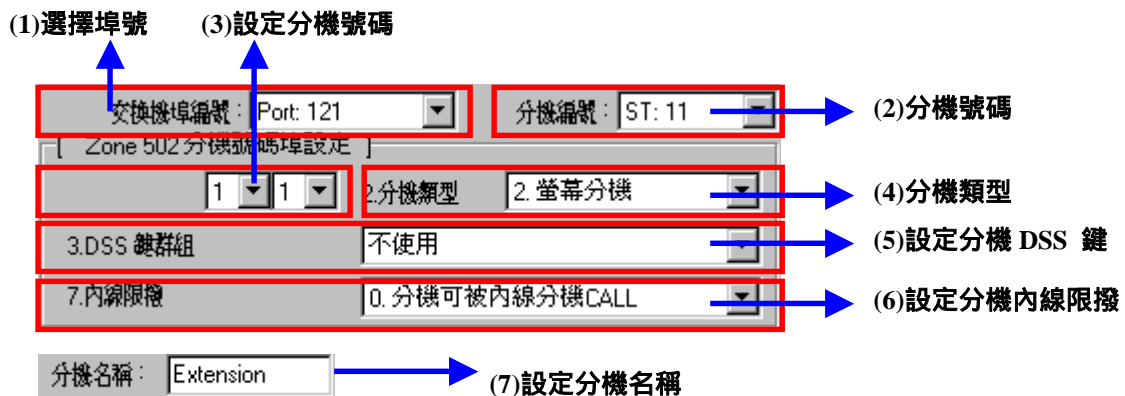 (1)選擇埠號 (3)設定分機號碼
交換機埠編號： Port: 121 分機編號： ST: 11 (2)分機號碼
[ Zone 502 分機號碼埠設定 ]
1 1 2.分機類型 2. 螢幕分機 (4)分機類型
3.DSS 鍵群組 不使用 (5)設定分機 DSS 鍵
7.內線限撥 0. 分機可被內線分機CALL (6)設定分機內線限撥
分機名稱： Extension (7)設定分機名稱